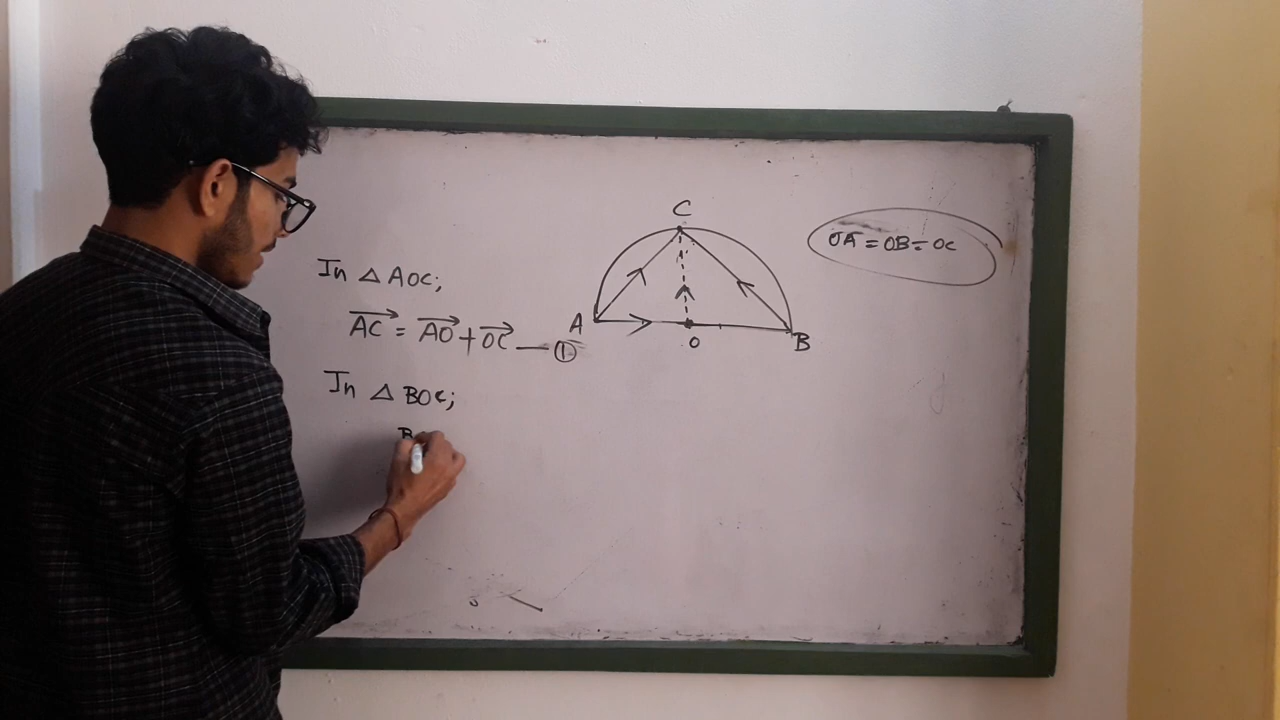 In △AOC;
AC = AO + OC — ①
In △BOC;
B
C
A
O
B
OA = OB = OC